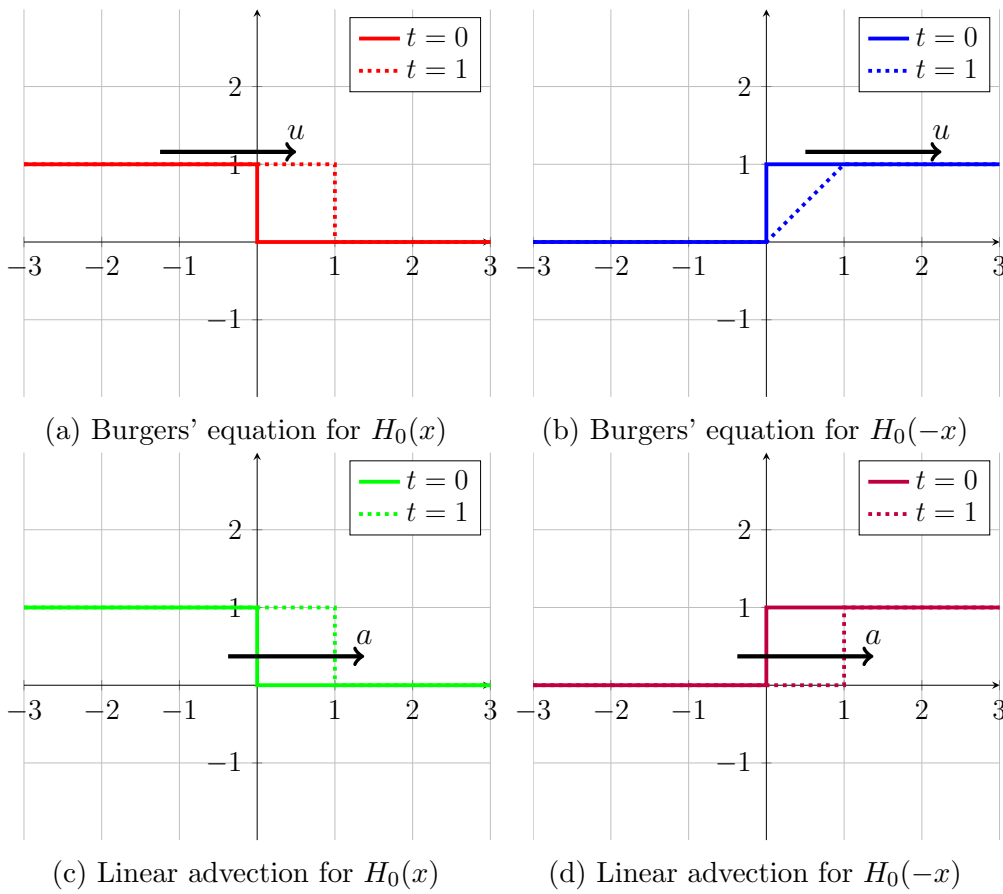 t = 0
t = 1
2
u
1
−3 −2 −1 1 2 3
−1
(a) Burgers' equation for H₀(x)
t = 0
t = 1
2
u
1
−3 −2 −1 1 2 3
−1
(b) Burgers' equation for H₀(−x)
t = 0
t = 1
2
1
a
−3 −2 −1 1 2 3
−1
(c) Linear advection for H₀(x)
t = 0
t = 1
2
1
a
−3 −2 −1 1 2 3
−1
(d) Linear advection for H₀(−x)